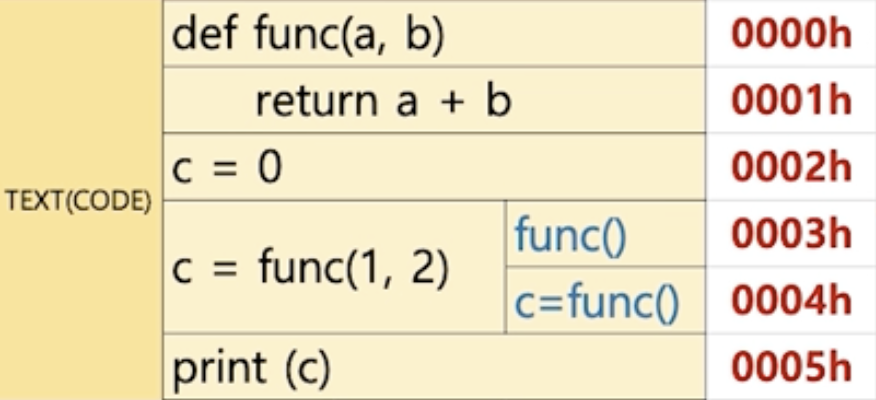 def func(a, b) 0000h
return a + b 0001h
c = 0 0002h
TEXT(CODE)
c = func(1, 2) func() 0003h
c=func() 0004h
print (c) 0005h